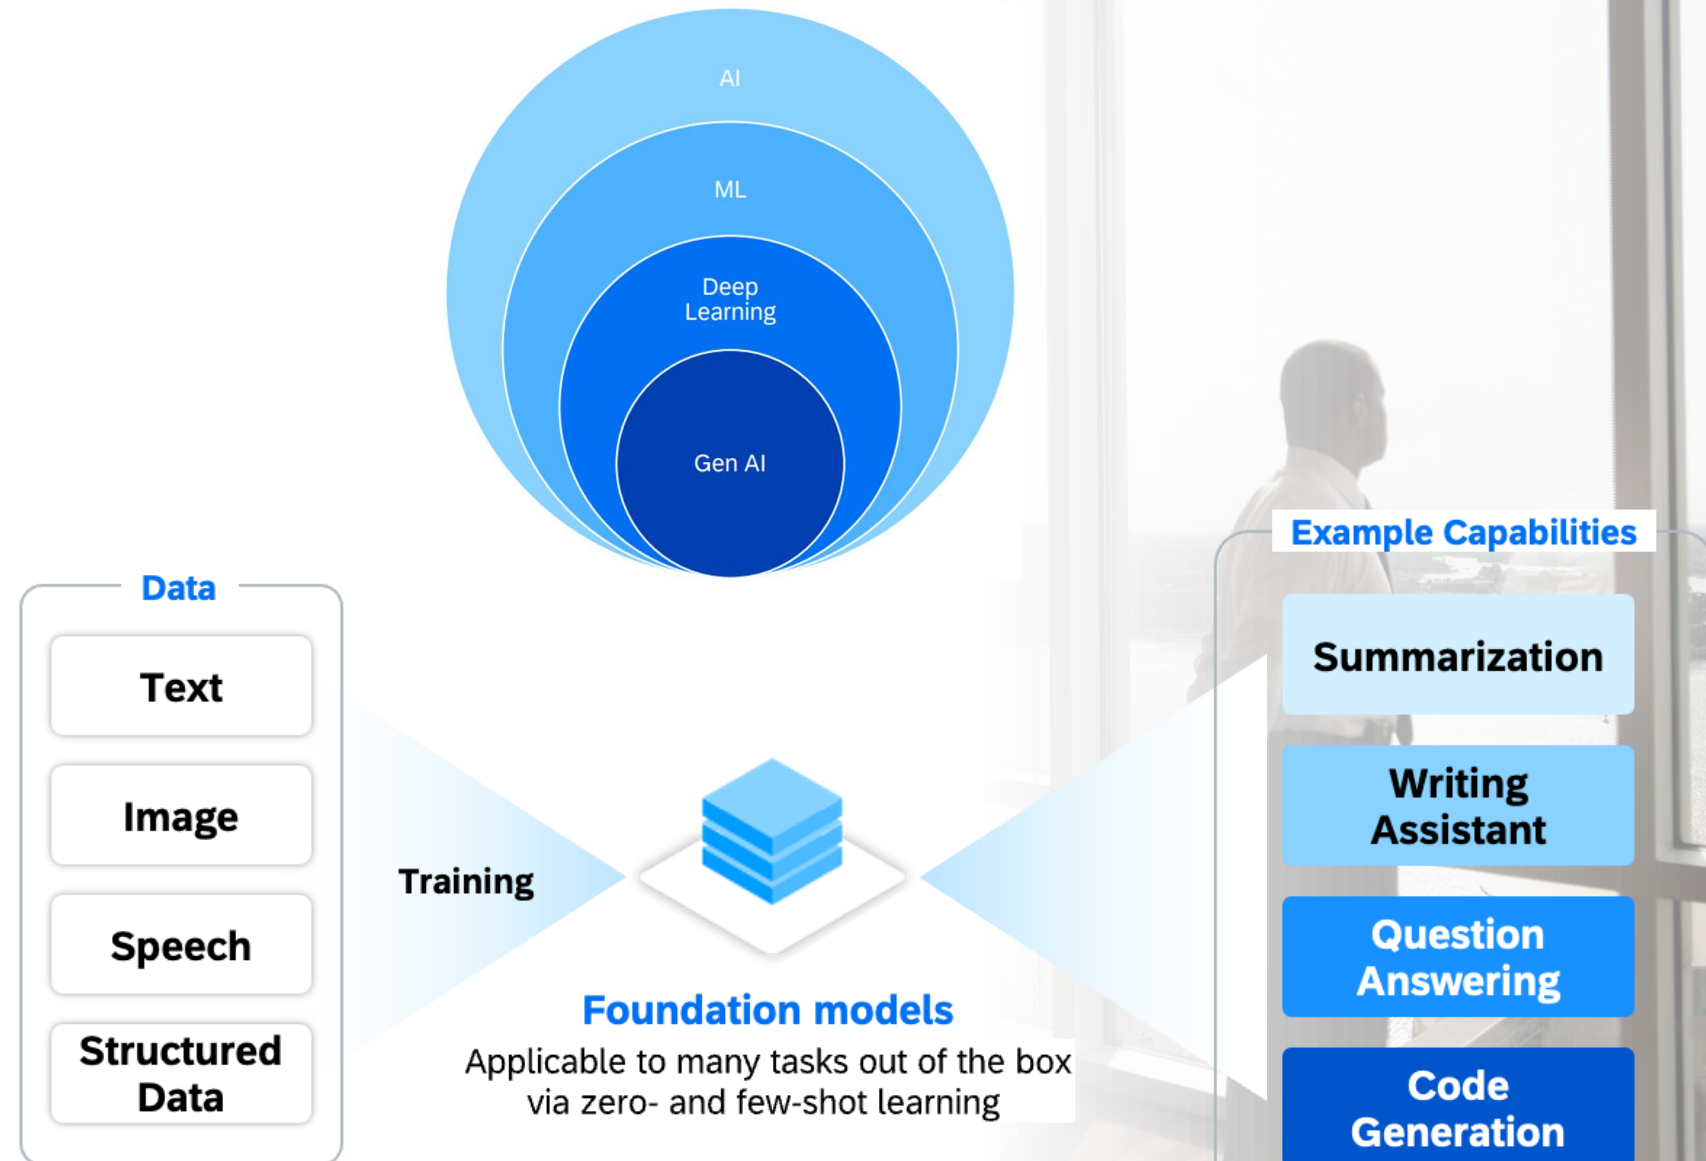 AI
ML
Deep
Learning
Gen AI
Data
Text
Image
Speech
Structured
Data
Training
Foundation models
Applicable to many tasks out of the box
via zero- and few-shot learning
Example Capabilities
Summarization
Writing
Assistant
Question
Answering
Code
Generation